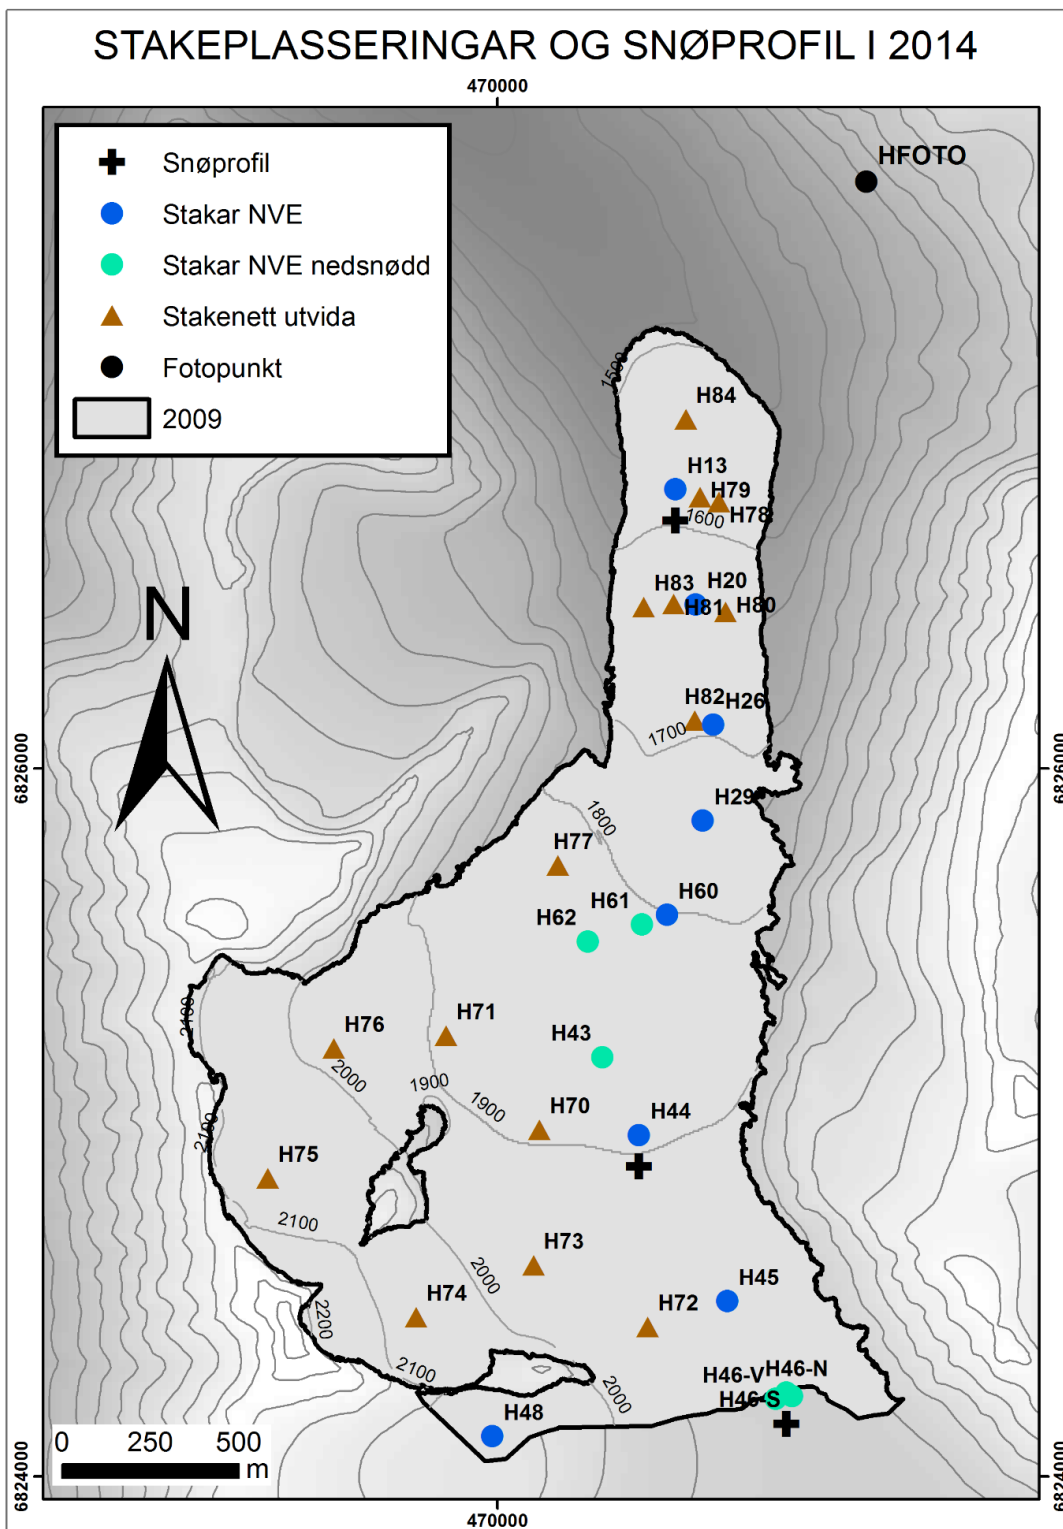 STAKEPLASSERINGAR OG SNØPROFIL I 2014
470000
Snøprofil
Stakar NVE
Stakar NVE nedsnødd
Stakenett utvida
Fotopunkt
2009
HFOTO
1500
H84
H13
H79
H78
1600
H83
H20
H81
H80
N
H82
H26
1700
6826000
6826000
H29
1800
H77
H60
H61
H62
2100
H76
H71
H43
2000
1900
1900
H70
H44
2100
H75
2100
H73
2000
H74
H45
H72
2200
2100
2000
H46-V
H46-N
H46-S
H48
0 250 500
m
6824000
6824000
470000